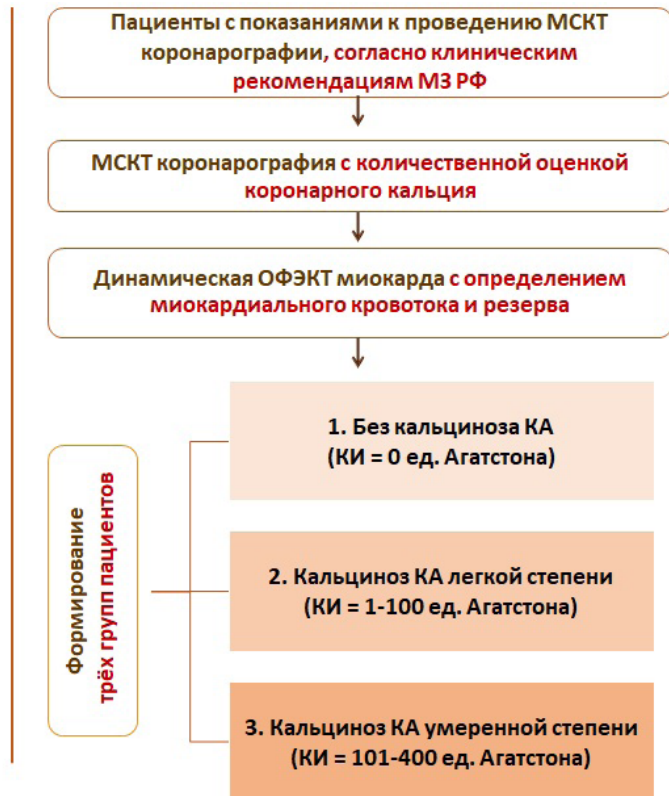 Пациенты с показаниями к проведению МСКТ
коронарографии, согласно клиническим
рекомендациям МЗ РФ
МСКТ коронарография с количественной оценкой
коронарного кальция
Динамическая ОФЭКТ миокарда с определением
миокардиального кровотока и резерва
Формирование
трёх групп пациентов
1. Без кальциноза КА
(КИ = 0 ед. Агатстона)
2. Кальциноз КА легкой степени
(КИ = 1-100 ед. Агатстона)
3. Кальциноз КА умеренной степени
(КИ = 101-400 ед. Агатстона)